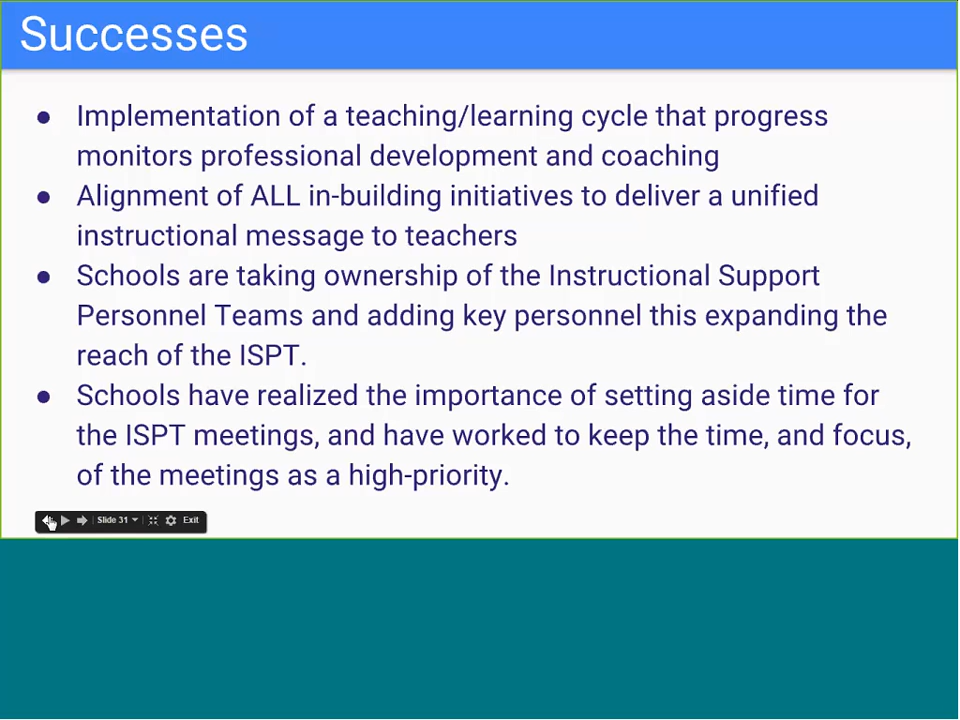 Successes
● Implementation of a teaching/learning cycle that progress
monitors professional development and coaching
● Alignment of ALL in-building initiatives to deliver a unified
instructional message to teachers
● Schools are taking ownership of the Instructional Support
Personnel Teams and adding key personnel this expanding the
reach of the ISPT.
● Schools have realized the importance of setting aside time for
the ISPT meetings, and have worked to keep the time, and focus,
of the meetings as a high-priority.
Slide 31 Exit